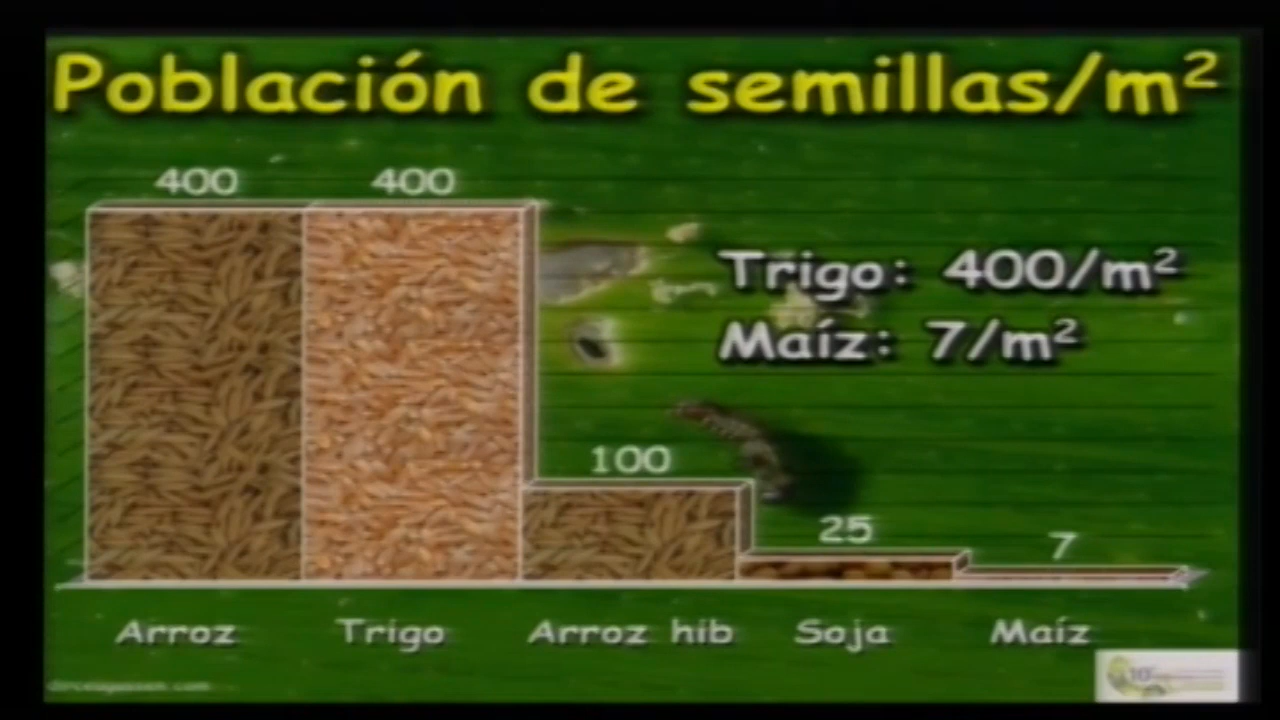 Población de semillas/m²
400 400
Trigo: 400/m²
Maíz: 7/m²
100
25
7
Arroz Trigo Arroz hib Soja Maíz